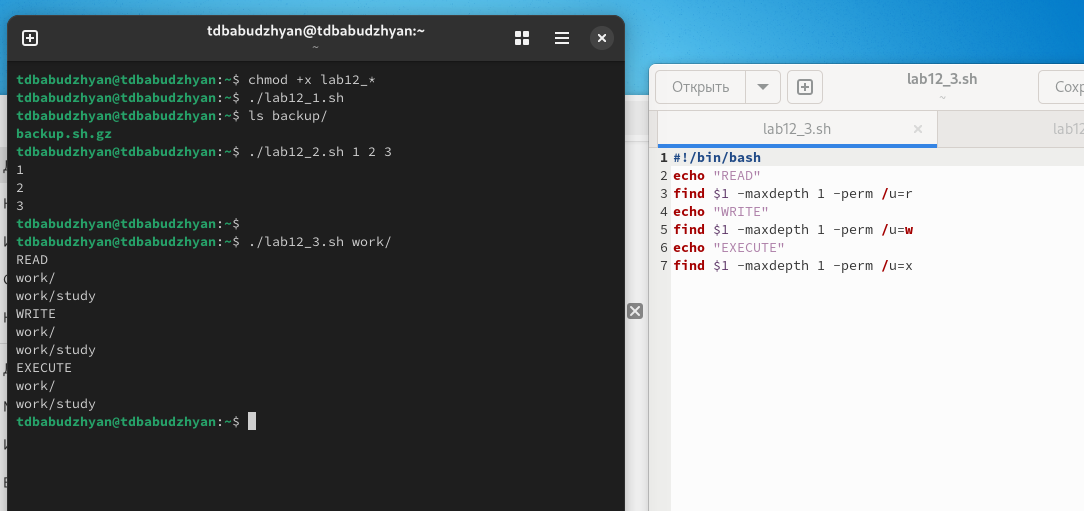 tdbabudzhyan@tdbabudzhyan:~
~
tdbabudzhyan@tdbabudzhyan:~$ chmod +x lab12_*
tdbabudzhyan@tdbabudzhyan:~$ ./lab12_1.sh
tdbabudzhyan@tdbabudzhyan:~$ ls backup/
backup.sh.gz
tdbabudzhyan@tdbabudzhyan:~$ ./lab12_2.sh 1 2 3
1
2
3
tdbabudzhyan@tdbabudzhyan:~$
tdbabudzhyan@tdbabudzhyan:~$ ./lab12_3.sh work/
READ
work/
work/study
WRITE
work/
work/study
EXECUTE
work/
work/study
tdbabudzhyan@tdbabudzhyan:~$
Открыть
lab12_3.sh
~
Сохр
lab12_3.sh
lab12
1 #!/bin/bash
2 echo "READ"
3 find $1 -maxdepth 1 -perm /u=r
4 echo "WRITE"
5 find $1 -maxdepth 1 -perm /u=w
6 echo "EXECUTE"
7 find $1 -maxdepth 1 -perm /u=x